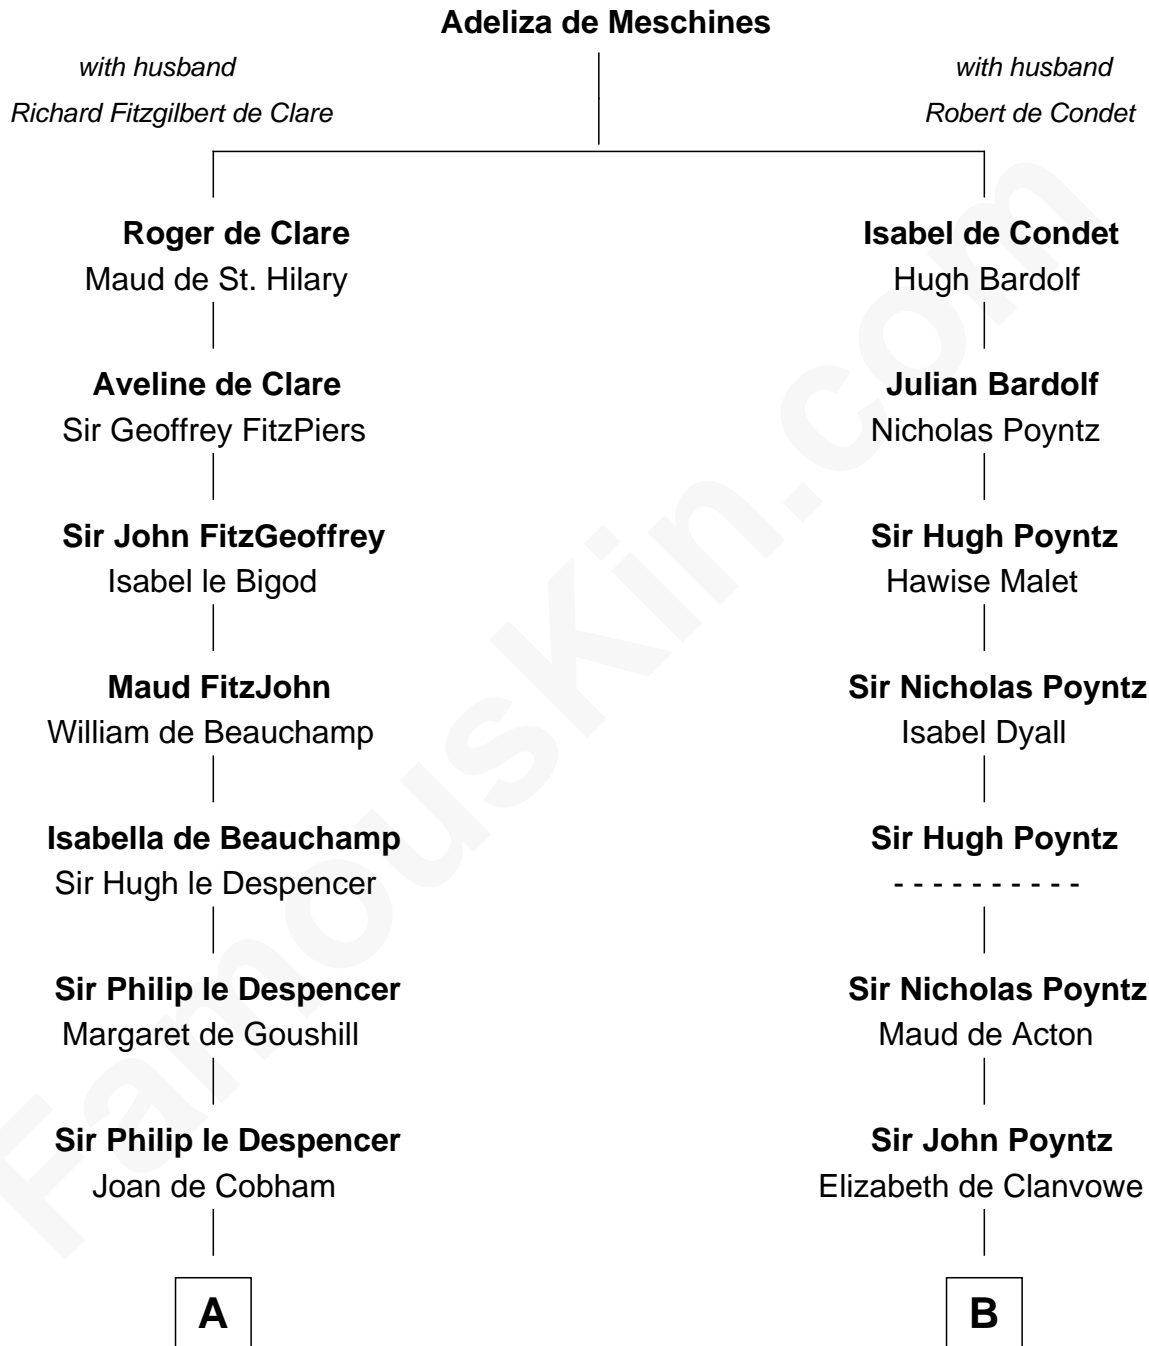 Adeliza de Meschines
with husband
Richard Fitzgilbert de Clare
with husband
Robert de Condet
Roger de Clare
Maud de St. Hilary
Isabel de Condet
Hugh Bardolf
Aveline de Clare
Sir Geoffrey FitzPiers
Julian Bardolf
Nicholas Poyntz
Sir John FitzGeoffrey
Isabel le Bigod
Sir Hugh Poyntz
Hawise Malet
Maud FitzJohn
William de Beauchamp
Sir Nicholas Poyntz
Isabel Dyall
Isabella de Beauchamp
Sir Hugh le Despencer
Sir Hugh Poyntz
- - - - - - - - - -
Sir Philip le Despencer
Margaret de Goushill
Sir Nicholas Poyntz
Maud de Acton
Sir Philip le Despencer
Joan de Cobham
Sir John Poyntz
Elizabeth de Clanvowe
A
B
FamousKin.com